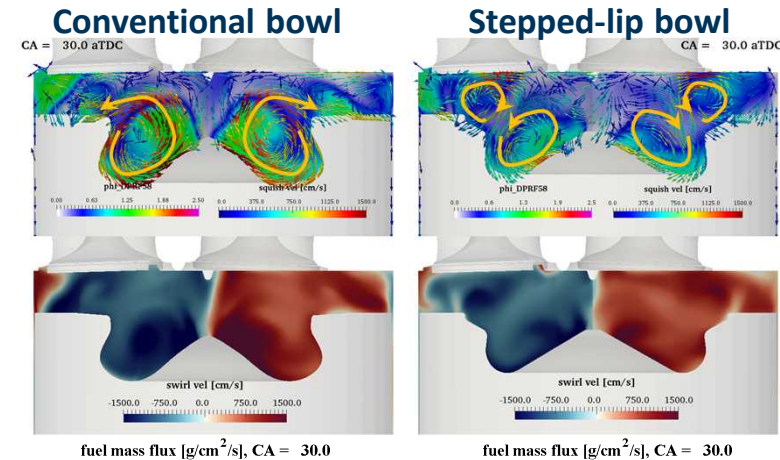 Conventional bowl
Stepped-lip bowl
CA = 30.0 aTDC
CA = 30.0 aTDC
phi_DPRF58
squish vel [cm/s]
0.00 0.63 1.25 1.88 2.50
0.0 375.0 750.0 1125.0 1500.0
phi_DPRF58
squish vel [cm/s]
0.0 0.6 1.3 1.9 2.5
0.0 375.0 750.0 1125.0 1500.0
swirl vel [cm/s]
-1500.0 -750.0 0.0 750.0 1500.0
swirl vel [cm/s]
-1500.0 -750.0 0.0 750.0 1500.0
fuel mass flux [g/cm²/s], CA = 30.0
fuel mass flux [g/cm²/s], CA = 30.0